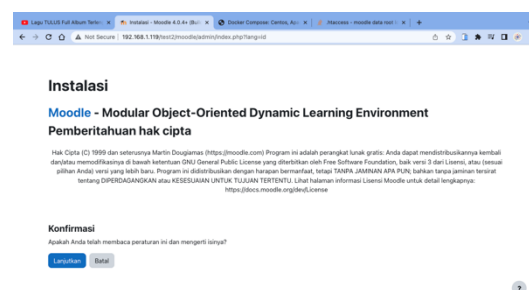 Lagu TULUS Full Album Terle
Instalasi - Moodle 4.0.4+ (Buil
Docker Compose: Centos, Apa
.htaccess - moodle data root
Not Secure | 192.168.1.119/test2/moodle/admin/index.php?lang=id
Instalasi
Moodle - Modular Object-Oriented Dynamic Learning Environment
Pemberitahuan hak cipta
Hak Cipta (C) 1999 dan seterusnya Martin Dougiamas (https://moodle.com) Program ini adalah perangkat lunak gratis: Anda dapat mendistribusikannya kembali
dan/atau memodifikasinya di bawah ketentuan GNU General Public License yang diterbitkan oleh Free Software Foundation, baik versi 3 dari Lisensi, atau (sesuai
pilihan Anda) versi yang lebih baru. Program ini didistribusikan dengan harapan bermanfaat, tetapi TANPA JAMINAN APA PUN; bahkan tanpa jaminan tersirat
tentang DIPERDAGANGKAN atau KESESUAIAN UNTUK TUJUAN TERTENTU. Lihat halaman informasi Lisensi Moodle untuk detail lengkapnya:
https://docs.moodle.org/dev/License
Konfirmasi
Apakah Anda telah membaca peraturan ini dan mengerti isinya?
Lanjutkan
Batal
?